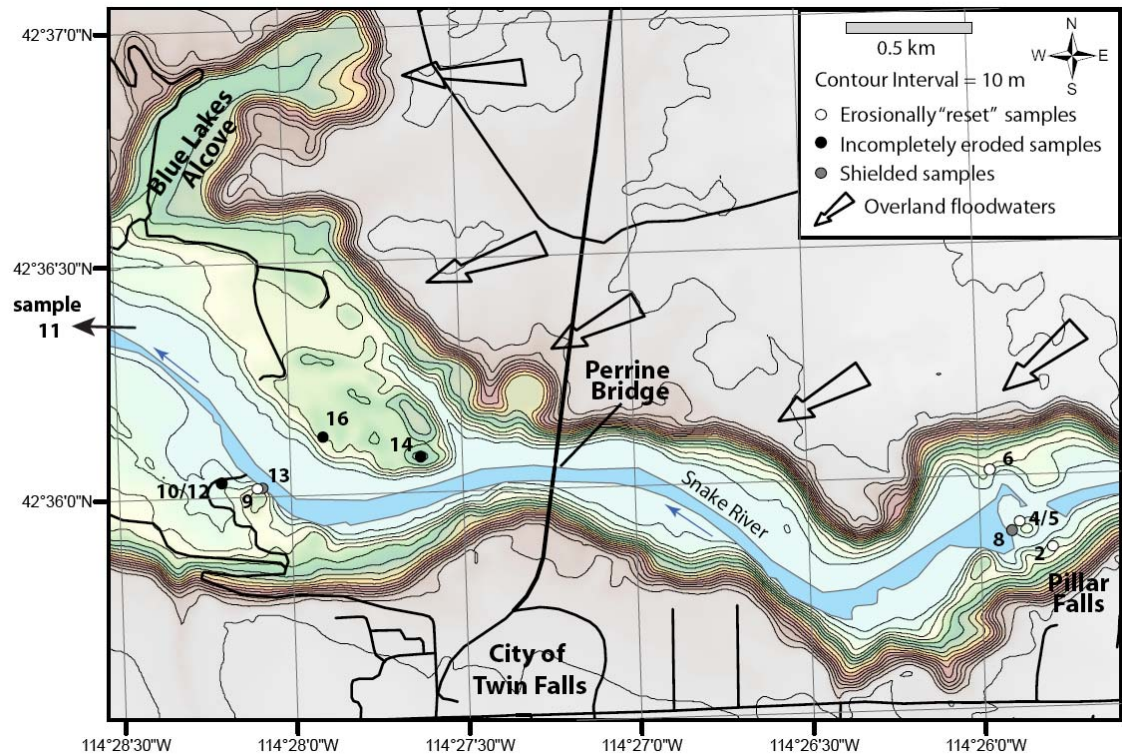 42°37'0"N
42°36'30"N
sample
11
42°36'0"N
Blue Lakes
Alcove
0.5 km
N
W
E
S
Contour Interval = 10 m
Erosionally "reset" samples
Incompletely eroded samples
Shielded samples
Overland floodwaters
Perrine
Bridge
16
14
13
10/12
9
Snake River
6
4/5
8
2
Pillar
Falls
City of
Twin Falls
114°28'30"W
114°28'0"W
114°27'30"W
114°27'0"W
114°26'30"W
114°26'0"W